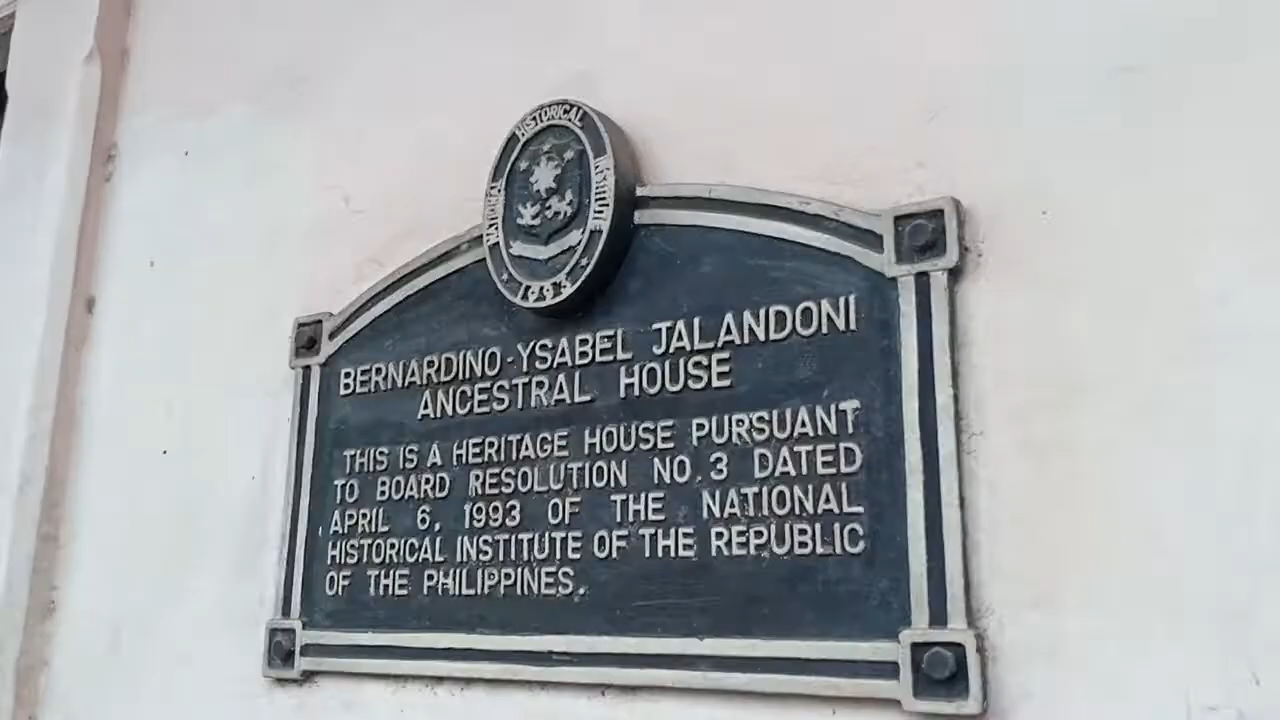 NATIONAL HISTORICAL INSTITUTE
1993
BERNARDINO-YSABEL JALANDONI
ANCESTRAL HOUSE
THIS IS A HERITAGE HOUSE PURSUANT
TO BOARD RESOLUTION NO. 3 DATED
APRIL 6, 1993 OF THE NATIONAL
HISTORICAL INSTITUTE OF THE REPUBLIC
OF THE PHILIPPINES.